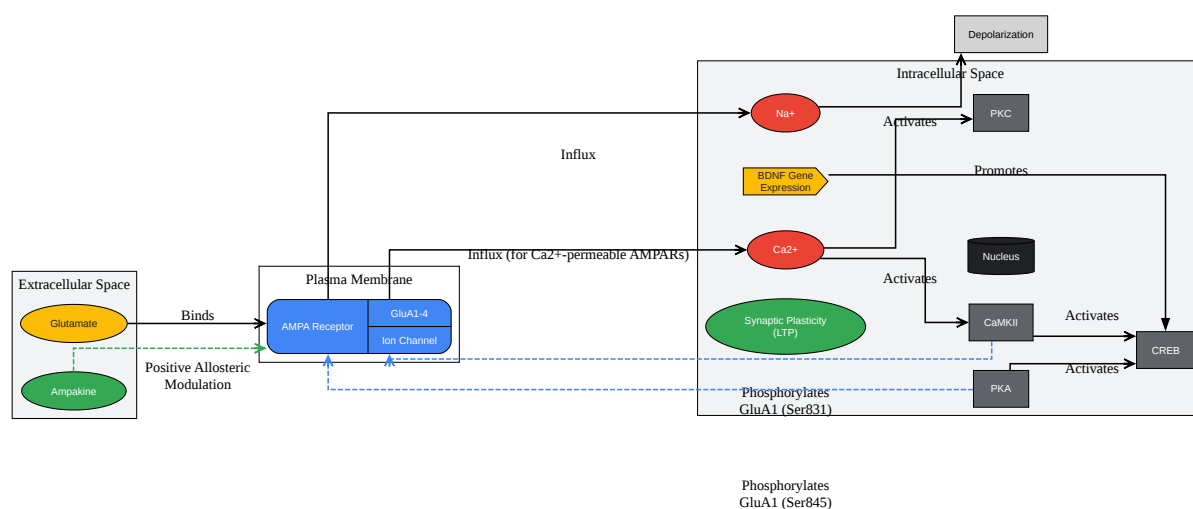 Depolarization
Intracellular Space
Na+
Activates
PKC
Influx
BDNF Gene
Expression
Promotes
Ca2+
Influx (for Ca2+-permeable AMPARs)
Nucleus
Activates
Extracellular Space
Plasma Membrane
Glutamate
Binds
AMPA Receptor
GluA1-4
Ion Channel
Synaptic Plasticity
(LTP)
CaMKII
Activates
CREB
Positive Allosteric
Modulation
Activates
Ampakine
PKA
Phosphorylates
GluA1 (Ser831)
Phosphorylates
GluA1 (Ser845)